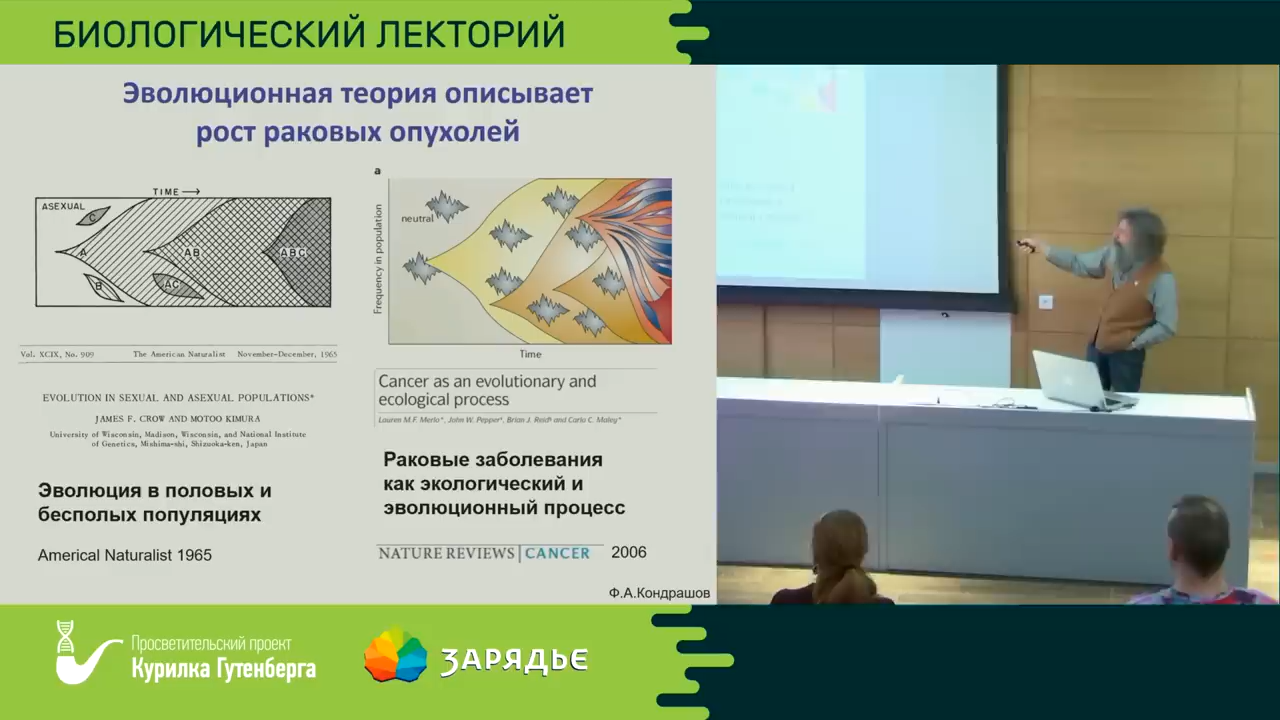 БИОЛОГИЧЕСКИЙ ЛЕКТОРИЙ
Эволюционная теория описывает
рост раковых опухолей
TIME
ASEXUAL
C
A
AB
ABC
B
AC
a
Frequency in population
neutral
Time
Vol. XCIX, No. 909 The American Naturalist November-December, 1965
EVOLUTION IN SEXUAL AND ASEXUAL POPULATIONS*
JAMES F. CROW AND MOTOO KIMURA
University of Wisconsin, Madison, Wisconsin, and National Institute
of Genetics, Mishima-shi, Shizuoka-ken, Japan
Эволюция в половых и
бесполых популяциях
Americal Naturalist 1965
Cancer as an evolutionary and
ecological process
Lauren M.F. Merlo*, John W. Pepper‡, Brian J. Reid§ and Carlo C. Maley*
Раковые заболевания
как экологический и
эволюционный процесс
NATURE REVIEWS | CANCER 2006
Ф.А.Кондрашов
Просветительский проект
Курилка Гутенберга
ЗАРЯДЬЕ